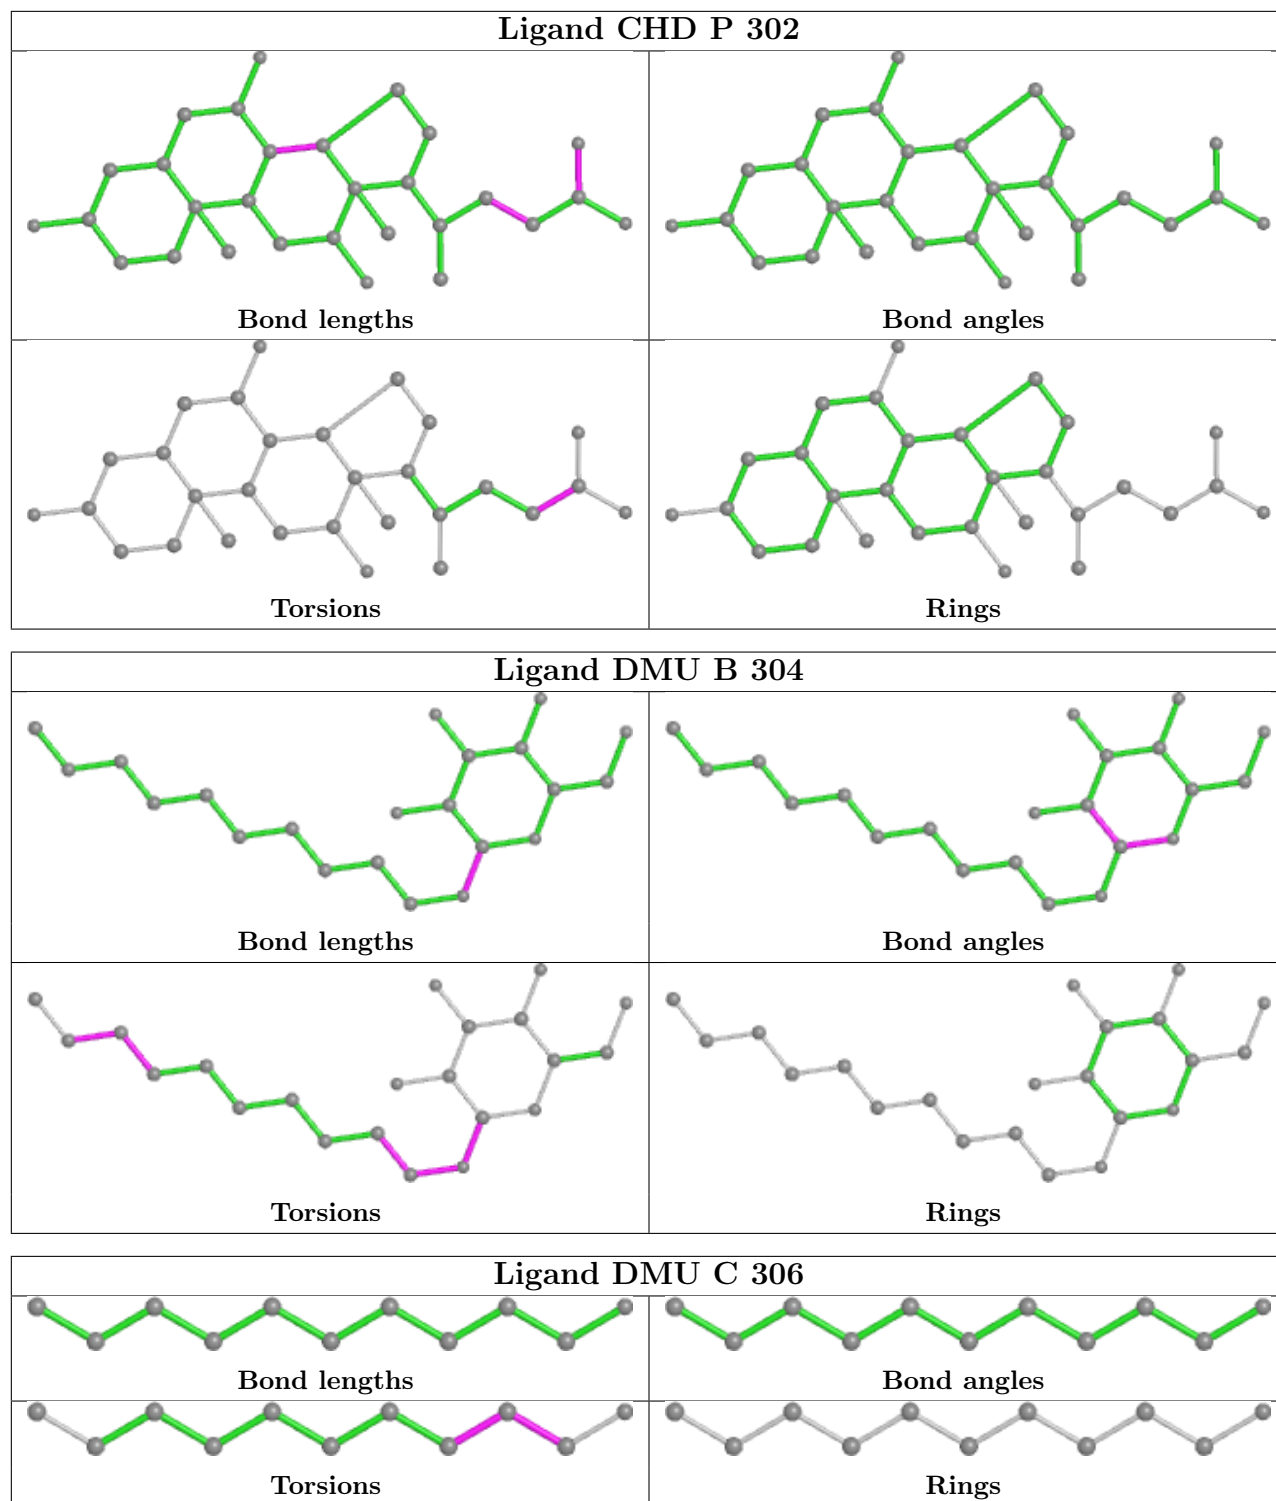 Ligand CHD P 302
Bond lengths
Bond angles
Torsions
Rings
Ligand DMU B 304
Bond lengths
Bond angles
Torsions
Rings
Ligand DMU C 306
Bond lengths
Bond angles
Torsions
Rings